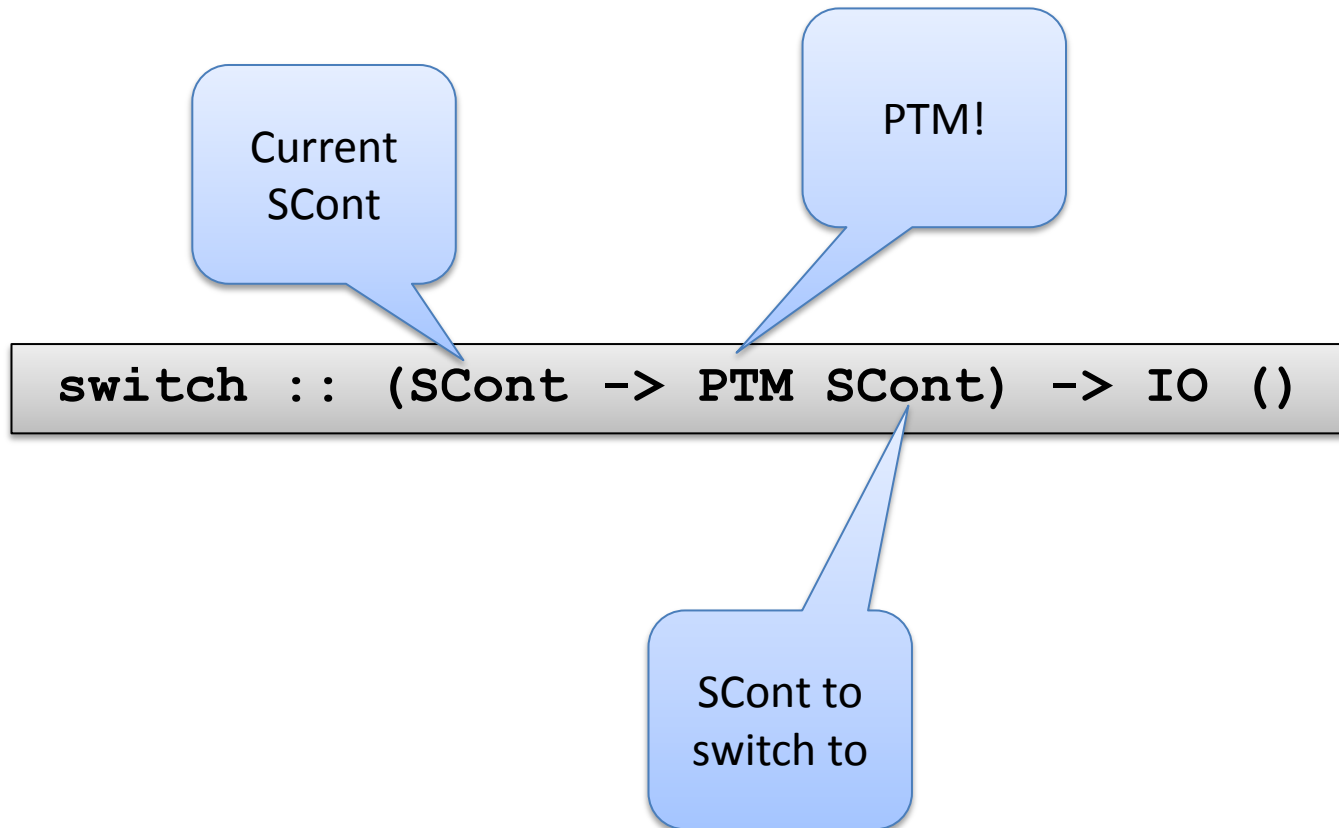 Current
SCont
PTM!
switch :: (SCont -> PTM SCont) -> IO ()
SCont to
switch to